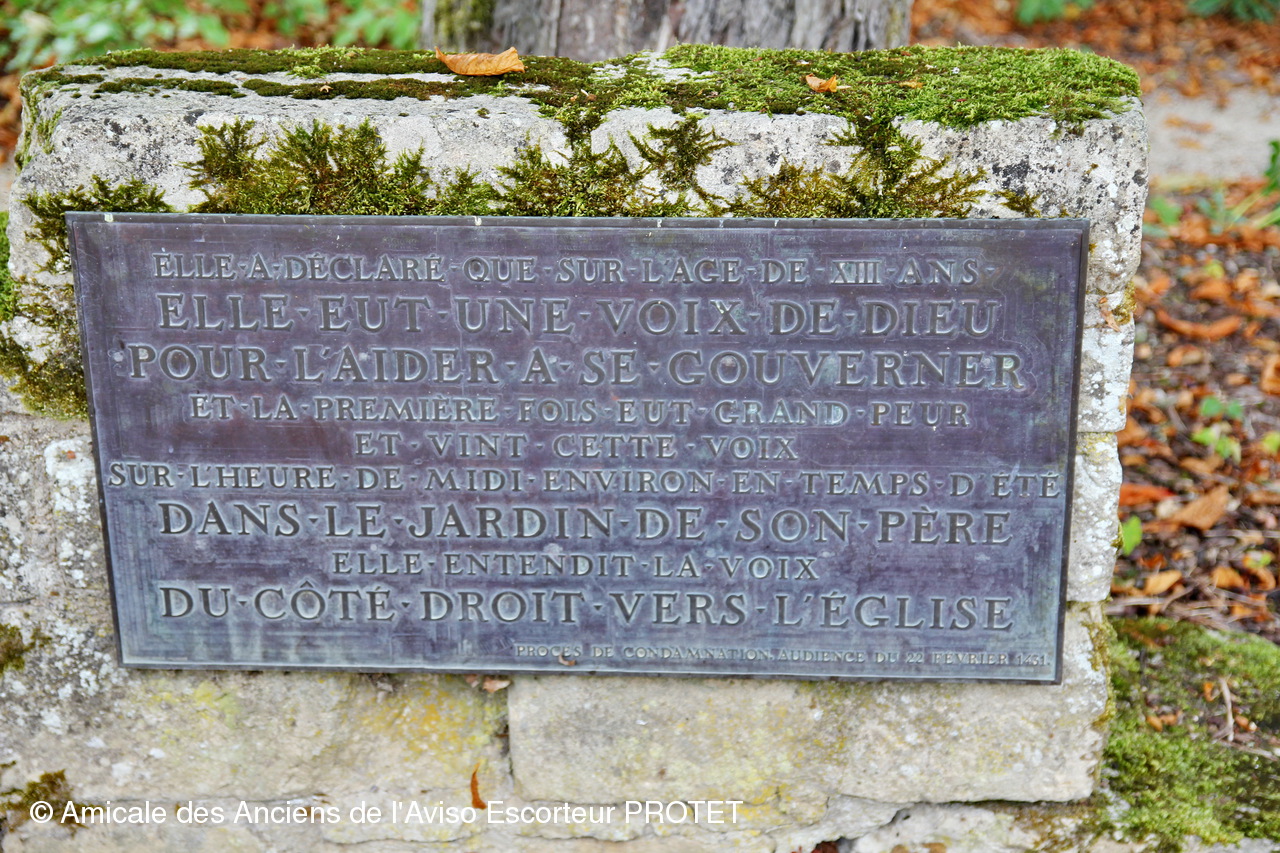 ELLE·A·DÉCLARÉ·QUE·SUR·L'AGE·DE·XIII·ANS·
ELLE·EUT·UNE·VOIX·DE·DIEU
POUR·L'AIDER·A·SE·GOUVERNER
ET·LA·PREMIÈRE·FOIS·EUT·GRAND·PEUR
ET·VINT·CETTE·VOIX
SUR·L'HEURE·DE·MIDI·ENVIRON·EN·TEMPS·D'ÉTÉ
DANS·LE·JARDIN·DE·SON·PÈRE
ELLE·ENTENDIT·LA·VOIX
DU·CÔTÉ·DROIT·VERS·L'ÉGLISE
PROCES DE CONDAMNATION, AUDIENCE DU 22 FEVRIER 1431
© Amicale des Anciens de l'Aviso Escorteur PROTET